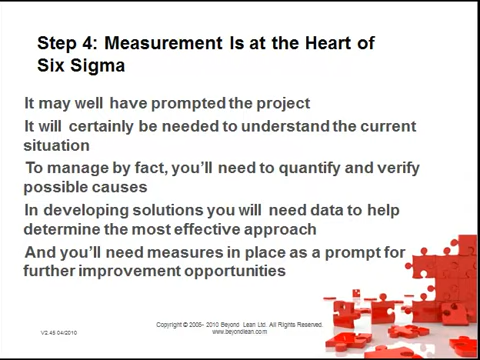 Step 4: Measurement Is at the Heart of
Six Sigma
It may well have prompted the project
It will certainly be needed to understand the current
situation
To manage by fact, you'll need to quantify and verify
possible causes
In developing solutions you will need data to help
determine the most effective approach
And you'll need measures in place as a prompt for
further improvement opportunities
V2.45 04/2010
Copyright © 2005- 2010 Beyond Lean Ltd. All Rights Reserved.
www.beyondlean.com